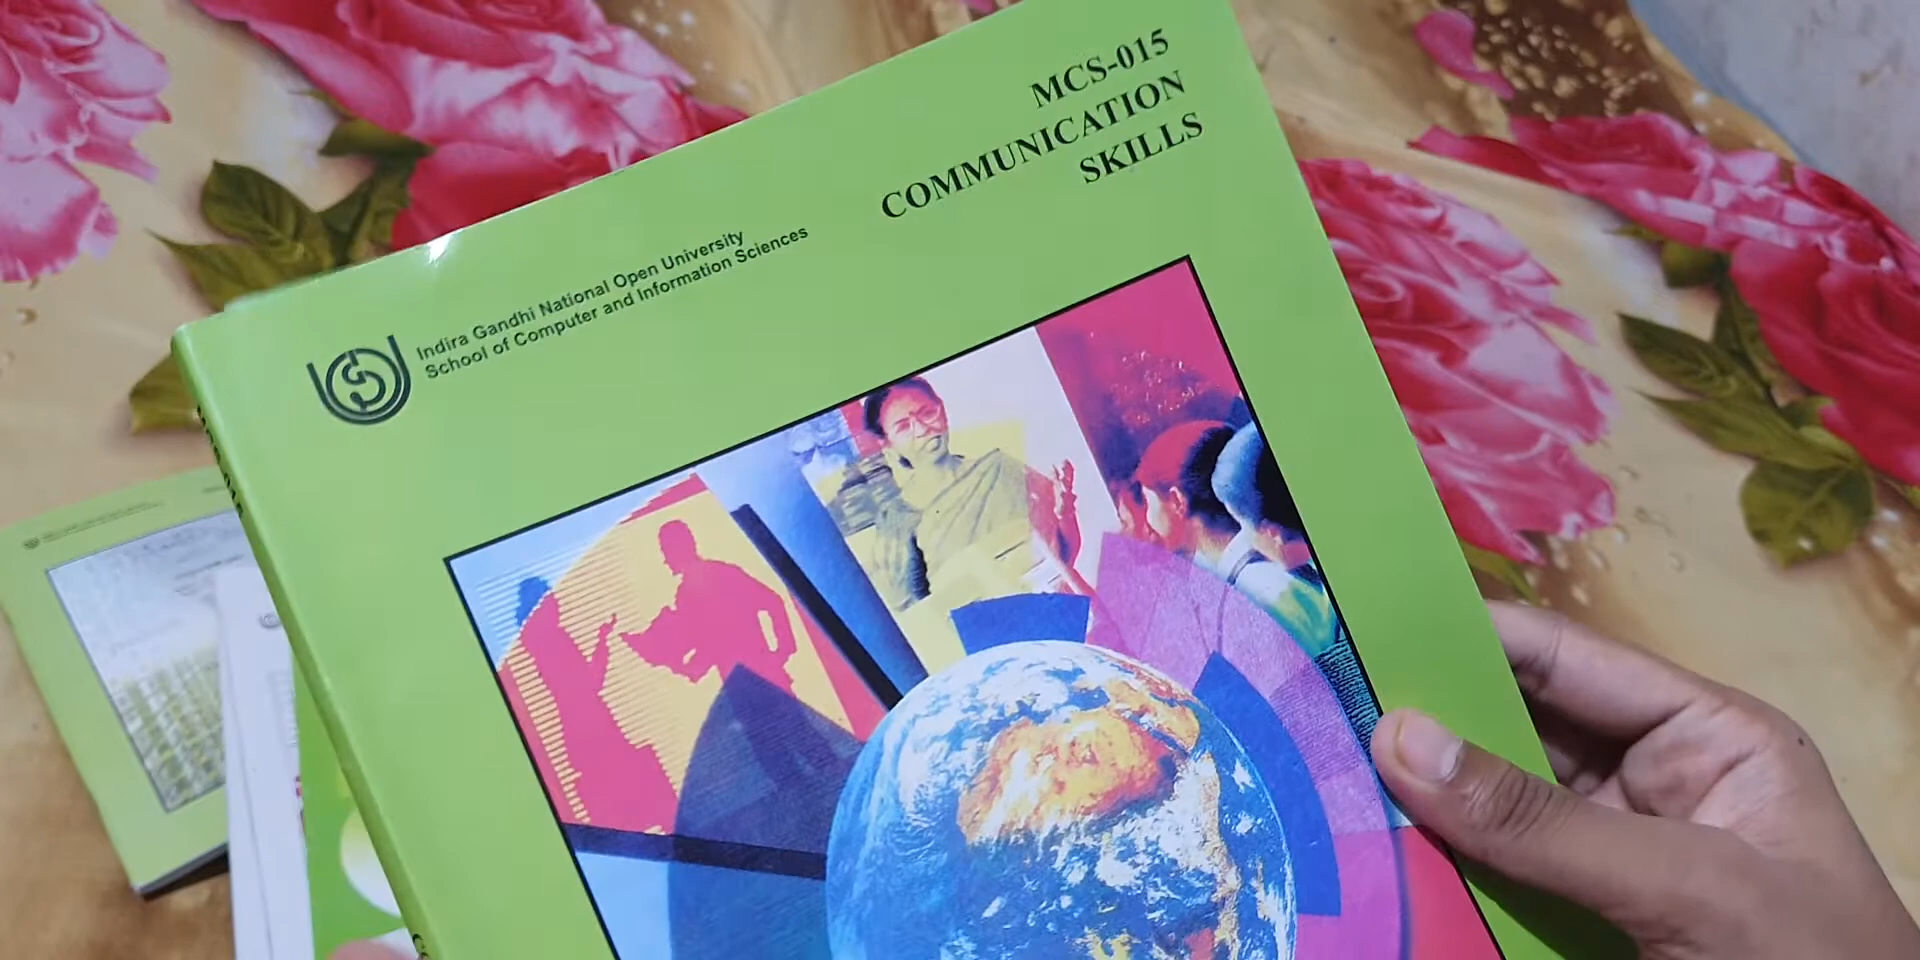 MCS-015
COMMUNICATION
SKILLS
Indira Gandhi National Open University
School of Computer and Information Sciences